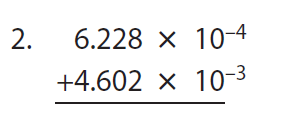 2. 6.228 × 10⁻⁴
+4.602 × 10⁻³